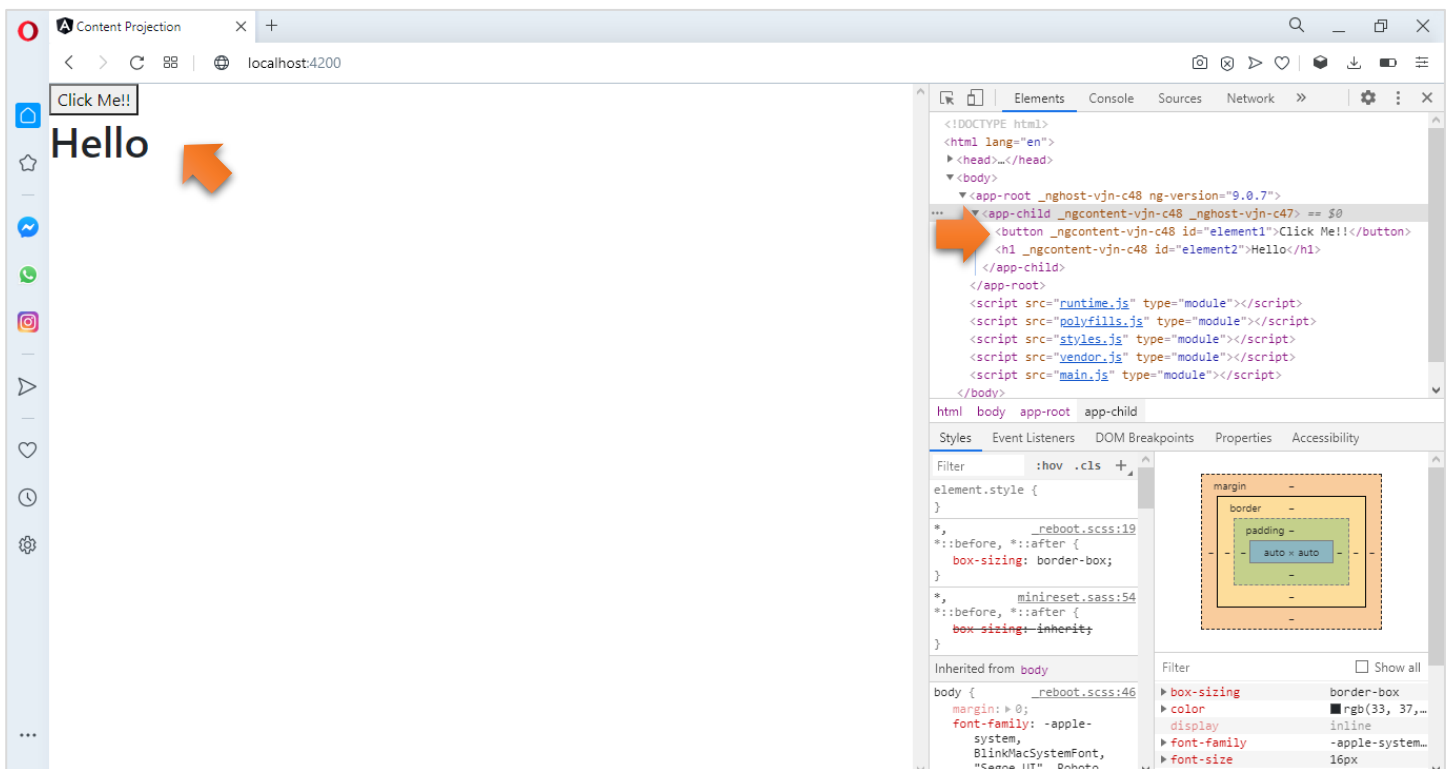 Content Projection
localhost:4200
Click Me!!
Hello
Elements Console Sources Network »
<!DOCTYPE html>
<html lang="en">
<head>…</head>
<body>
<app-root _nghost-vjn-c48 ng-version="9.0.7">
<app-child _ngcontent-vjn-c48 _nghost-vjn-c47> == $0
<button _ngcontent-vjn-c48 id="element1">Click Me!!</button>
<h1 _ngcontent-vjn-c48 id="element2">Hello</h1>
</app-child>
</app-root>
<script src="runtime.js" type="module"></script>
<script src="polyfills.js" type="module"></script>
<script src="styles.js" type="module"></script>
<script src="vendor.js" type="module"></script>
<script src="main.js" type="module"></script>
</body>
html body app-root app-child
Styles Event Listeners DOM Breakpoints Properties Accessibility
Filter :hov .cls +
element.style {
}
*, _reboot.scss:19
*::before, *::after {
box-sizing: border-box;
}
*, minireset.sass:54
*::before, *::after {
box-sizing: inherit;
}
Inherited from body
body { _reboot.scss:46
margin: 0;
font-family: -apple-
system,
BlinkMacSystemFont,
"Segoe UI", Roboto,
margin –
border –
padding –
– – – auto × auto – – –
–
–
–
Filter Show all
box-sizing border-box
color rgb(33, 37,…
display inline
font-family -apple-system…
font-size 16px